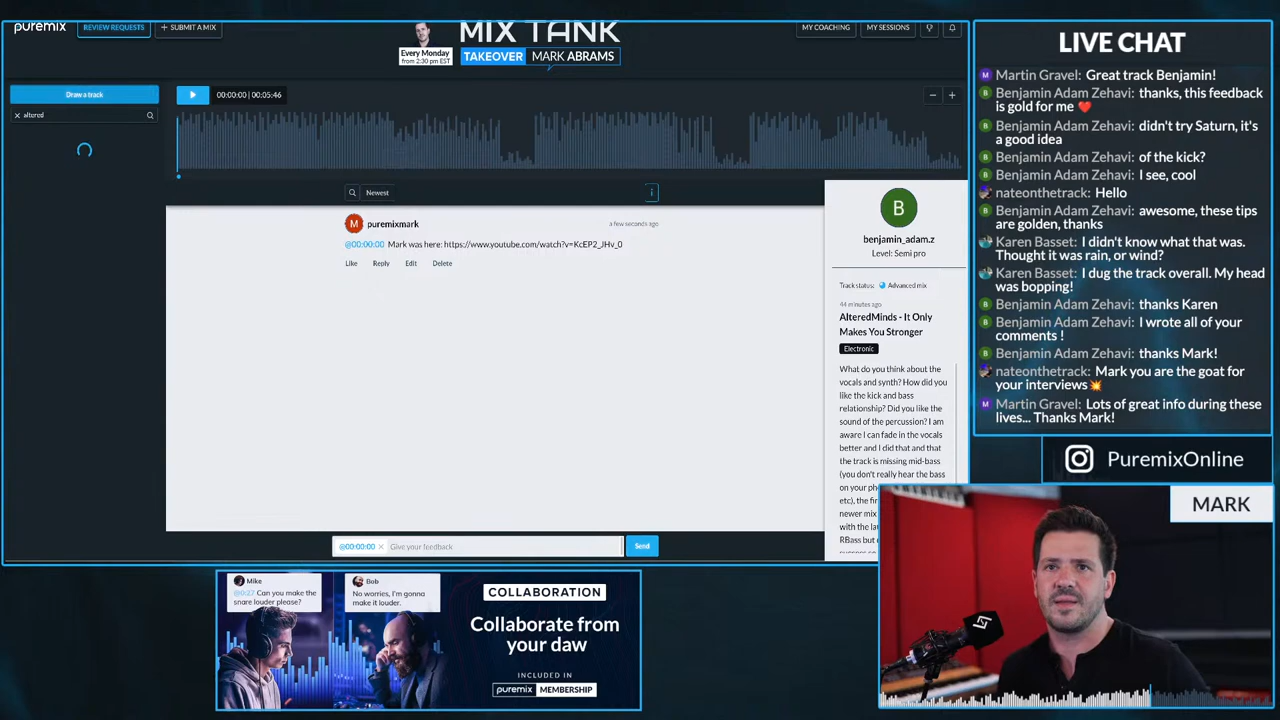 puremix
REVIEW REQUESTS
+ SUBMIT A MIX
Every Monday
from 2:30 pm EST
MIX TANK
TAKEOVER MARK ABRAMS
MY COACHING
MY SESSIONS
Draw a track
altered
00:00:00 | 00:05:46
Newest
i
M puremixmark
a few seconds ago
@00:00:00 Mark was here: https://www.youtube.com/watch?v=KcEP2_JHv_0
Like Reply Edit Delete
@00:00:00 × Give your feedback
Send
B
benjamin_adam.z
Level: Semi pro
Track status: Advanced mix
44 minutes ago
AlteredMinds - It Only
Makes You Stronger
Electronic
What do you think about the
vocals and synth? How did you
like the kick and bass
relationship? Did you like the
sound of the percussion? I am
aware I can fade in the vocals
better and I did that and that
the track is missing mid-bass
(you don't really hear the bass
on your
etc), the
newer mix
with the
RBass but
LIVE CHAT
M Martin Gravel: Great track Benjamin!
B Benjamin Adam Zehavi: thanks, this feedback
is gold for me ❤️
B Benjamin Adam Zehavi: didn't try Saturn, it's
a good idea
B Benjamin Adam Zehavi: of the kick?
B Benjamin Adam Zehavi: I see, cool
nateonthetrack: Hello
B Benjamin Adam Zehavi: awesome, these tips
are golden, thanks
Karen Basset: I didn't know what that was.
Thought it was rain, or wind?
Karen Basset: I dug the track overall. My head
was bopping!
B Benjamin Adam Zehavi: thanks Karen
B Benjamin Adam Zehavi: I wrote all of your
comments !
B Benjamin Adam Zehavi: thanks Mark!
nateonthetrack: Mark you are the goat for
your interviews💥
M Martin Gravel: Lots of great info during these
lives... Thanks Mark!
PuremixOnline
MARK
Mike
@0:27 Can you make the
snare louder please?
Bob
No worries, I'm gonna
make it louder.
COLLABORATION
Collaborate from
your daw
INCLUDED IN
puremix MEMBERSHIP